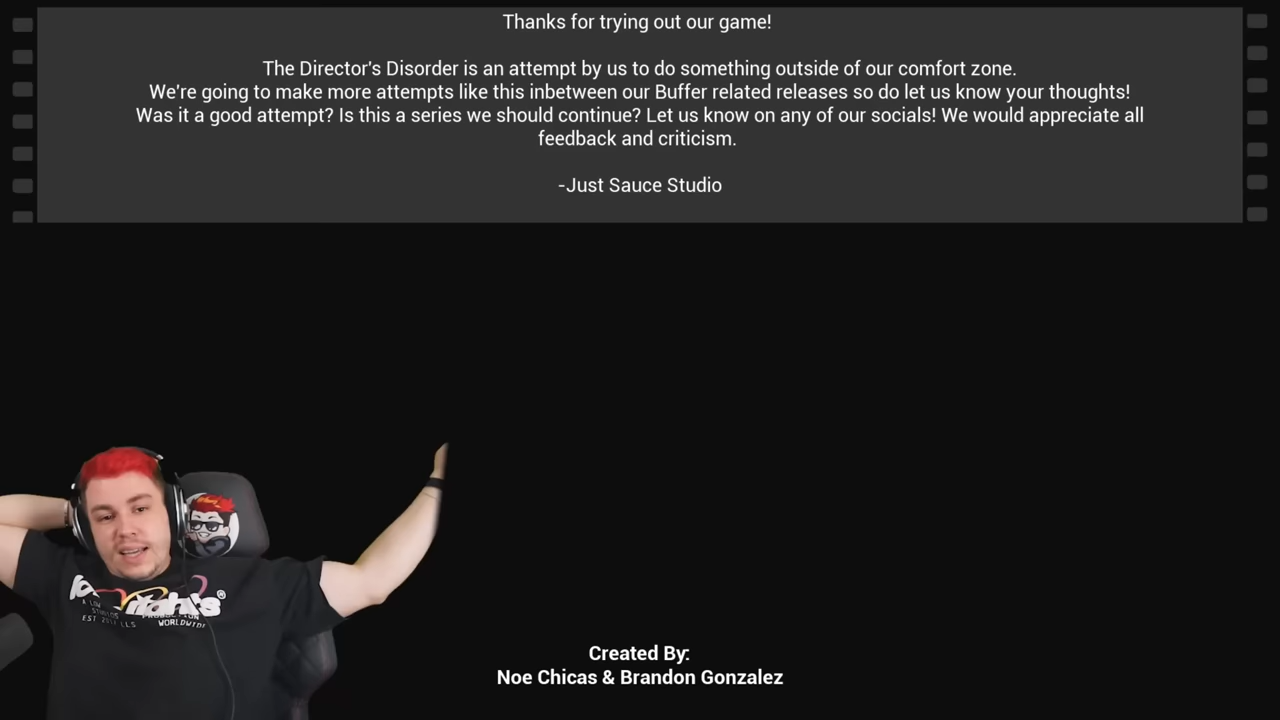 Thanks for trying out our game!
The Director's Disorder is an attempt by us to do something outside of our comfort zone.
We're going to make more attempts like this inbetween our Buffer related releases so do let us know your thoughts!
Was it a good attempt? Is this a series we should continue? Let us know on any of our socials! We would appreciate all
feedback and criticism.
-Just Sauce Studio
EST
WORLDWIDE
Created By:
Noe Chicas & Brandon Gonzalez